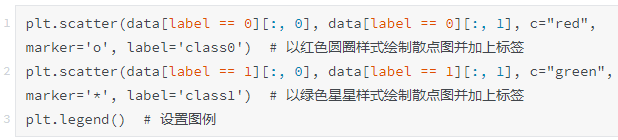 1 plt.scatter(data[label == 0][:, 0], data[label == 0][:, 1], c="red",
marker='o', label='class0')  # 以红色圆圈样式绘制散点图并加上标签
2 plt.scatter(data[label == 1][:, 0], data[label == 1][:, 1], c="green",
marker='*', label='class1')  # 以绿色星星样式绘制散点图并加上标签
3 plt.legend()  # 设置图例